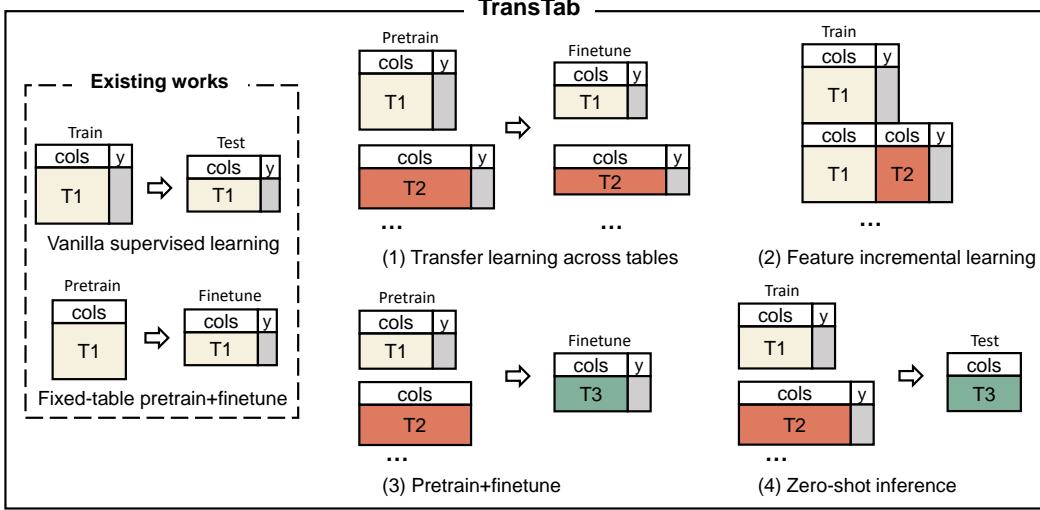 TransTab
Existing works
Train
cols y
T1
Test
cols y
T1
Vanilla supervised learning
Pretrain
cols
T1
Finetune
cols y
T1
Fixed-table pretrain+finetune
Pretrain
cols y
T1
cols y
T2
...
Finetune
cols y
T1
cols y
T2
...
(1) Transfer learning across tables
Train
cols y
T1
cols cols y
T1 T2
...
(2) Feature incremental learning
Pretrain
cols y
T1
cols
T2
...
Finetune
cols y
T3
(3) Pretrain+finetune
Train
cols y
T1
cols y
T2
...
Test
cols
T3
(4) Zero-shot inference